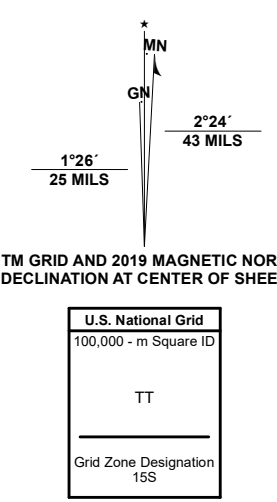 ★
MN
GN
2°24´
43 MILS
1°26´
25 MILS
TM GRID AND 2019 MAGNETIC NOR
DECLINATION AT CENTER OF SHEE
U.S. National Grid
100,000 - m Square ID
TT
Grid Zone Designation
15S